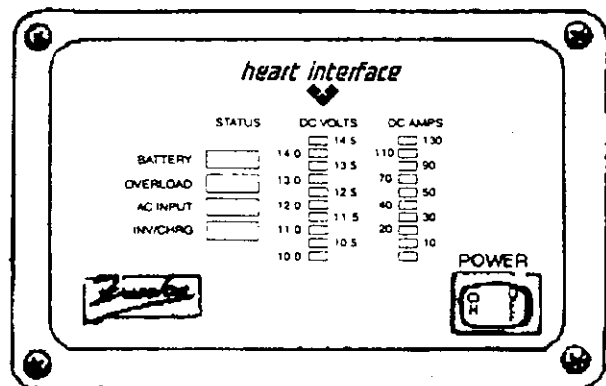 heart interface
STATUS DC VOLTS DC AMPS
14.5 130
BATTERY 14.0 110
13.5 90
OVERLOAD 13.0 70
12.5 50
AC INPUT 12.0 40
11.5 30
INV/CHRG 11.0 20
10.5 10
10.0
POWER